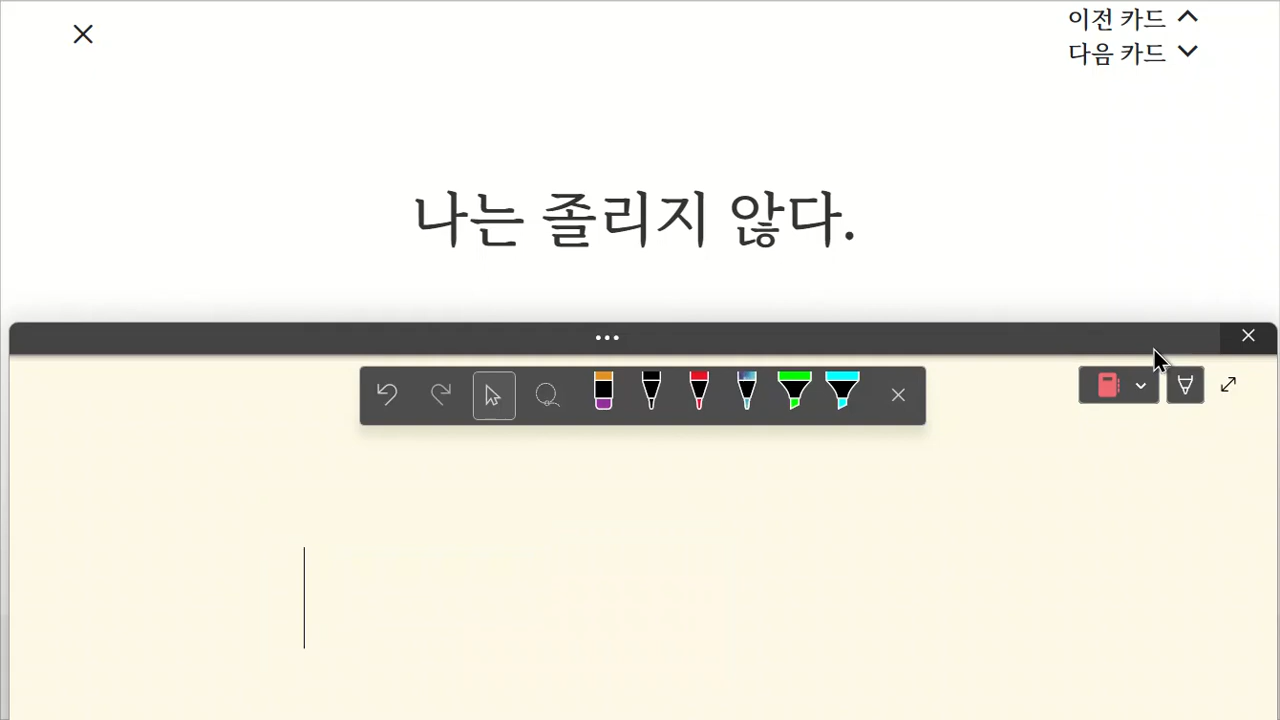 이전 카드
다음 카드
나는 졸리지 않다.